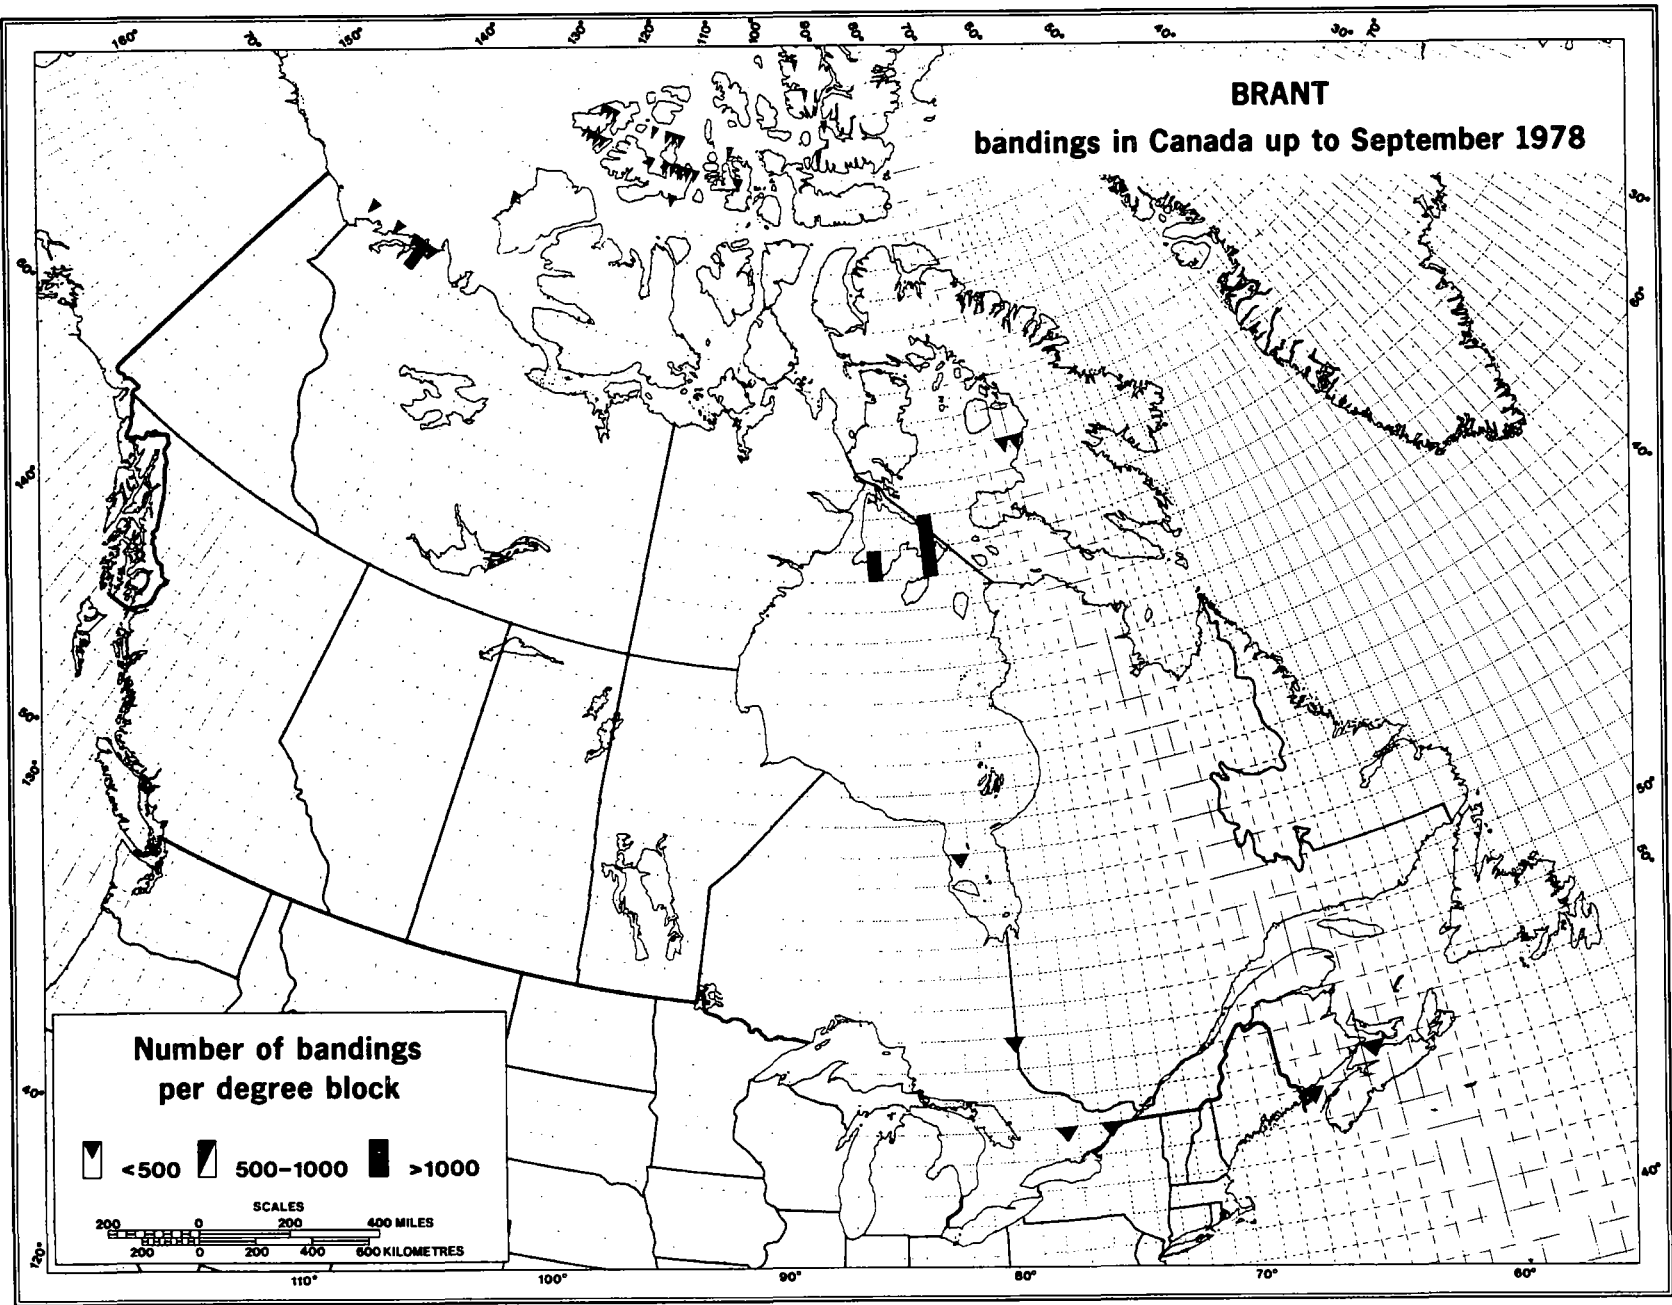 160° 70° 150° 140° 130° 120° 110° 100° 90° 80° 70° 60° 50° 40° 30° 70°
BRANT
bandings in Canada up to September 1978
30°
60°
60°
40°
140°
50°
130°
50°
50°
Number of bandings
per degree block
40°
<500 500-1000 >1000
40°
SCALES
200 0 200 400 MILES
200 0 200 400 600 KILOMETRES
120°
110° 100° 90° 80° 70° 60°